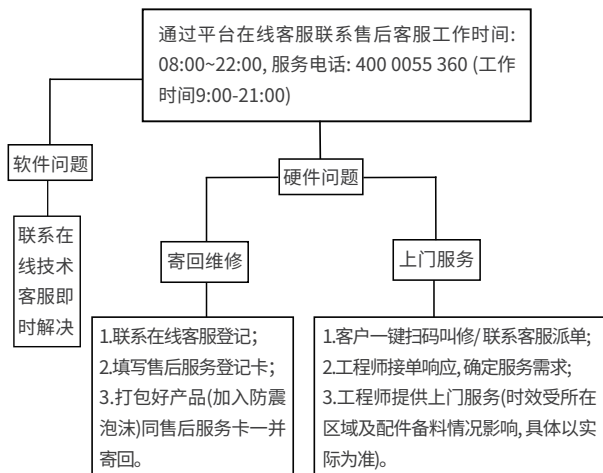 通过平台在线客服联系售后客服工作时间:
08:00~22:00, 服务电话: 400 0055 360 (工作
时间9:00-21:00)
软件问题
硬件问题
联系在
线技术
客服即
时解决
寄回维修
上门服务
1.联系在线客服登记；
2.填写售后服务登记卡；
3.打包好产品(加入防震
泡沫)同售后服务卡一并
寄回。
1.客户一键扫码叫修/ 联系客服派单;
2.工程师接单响应, 确定服务需求;
3.工程师提供上门服务(时效受所在
区域及配件备料情况影响, 具体以实
际为准)。